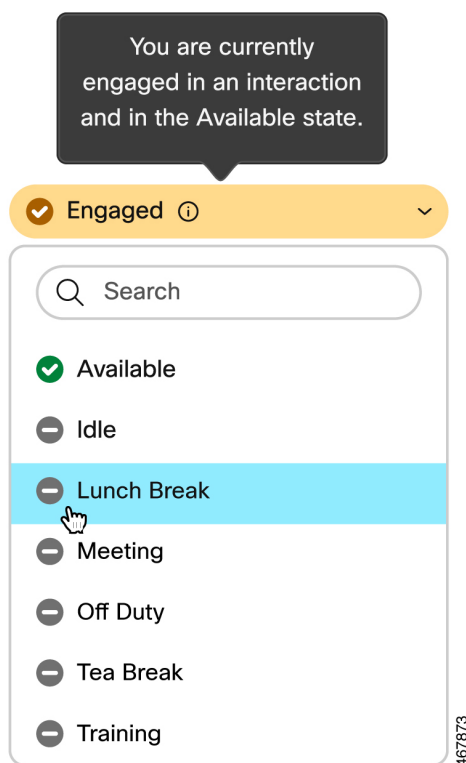 You are currently
engaged in an interaction
and in the Available state.
Engaged
Search
Available
Idle
Lunch Break
Meeting
Off Duty
Tea Break
Training
467873